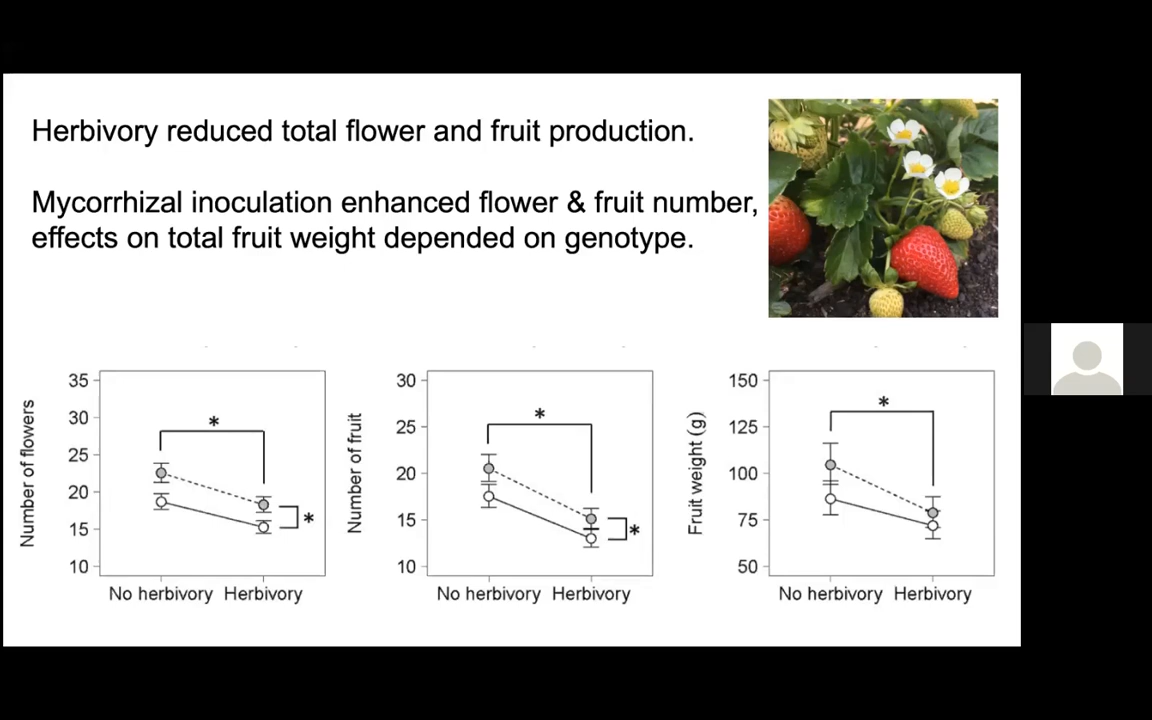 Herbivory reduced total flower and fruit production.
Mycorrhizal inoculation enhanced flower & fruit number,
effects on total fruit weight depended on genotype.
Number of flowers
35
30
25
20
15
10
*
*
No herbivory Herbivory
Number of fruit
30
25
20
15
10
*
*
No herbivory Herbivory
Fruit weight (g)
150
125
100
75
50
*
No herbivory Herbivory